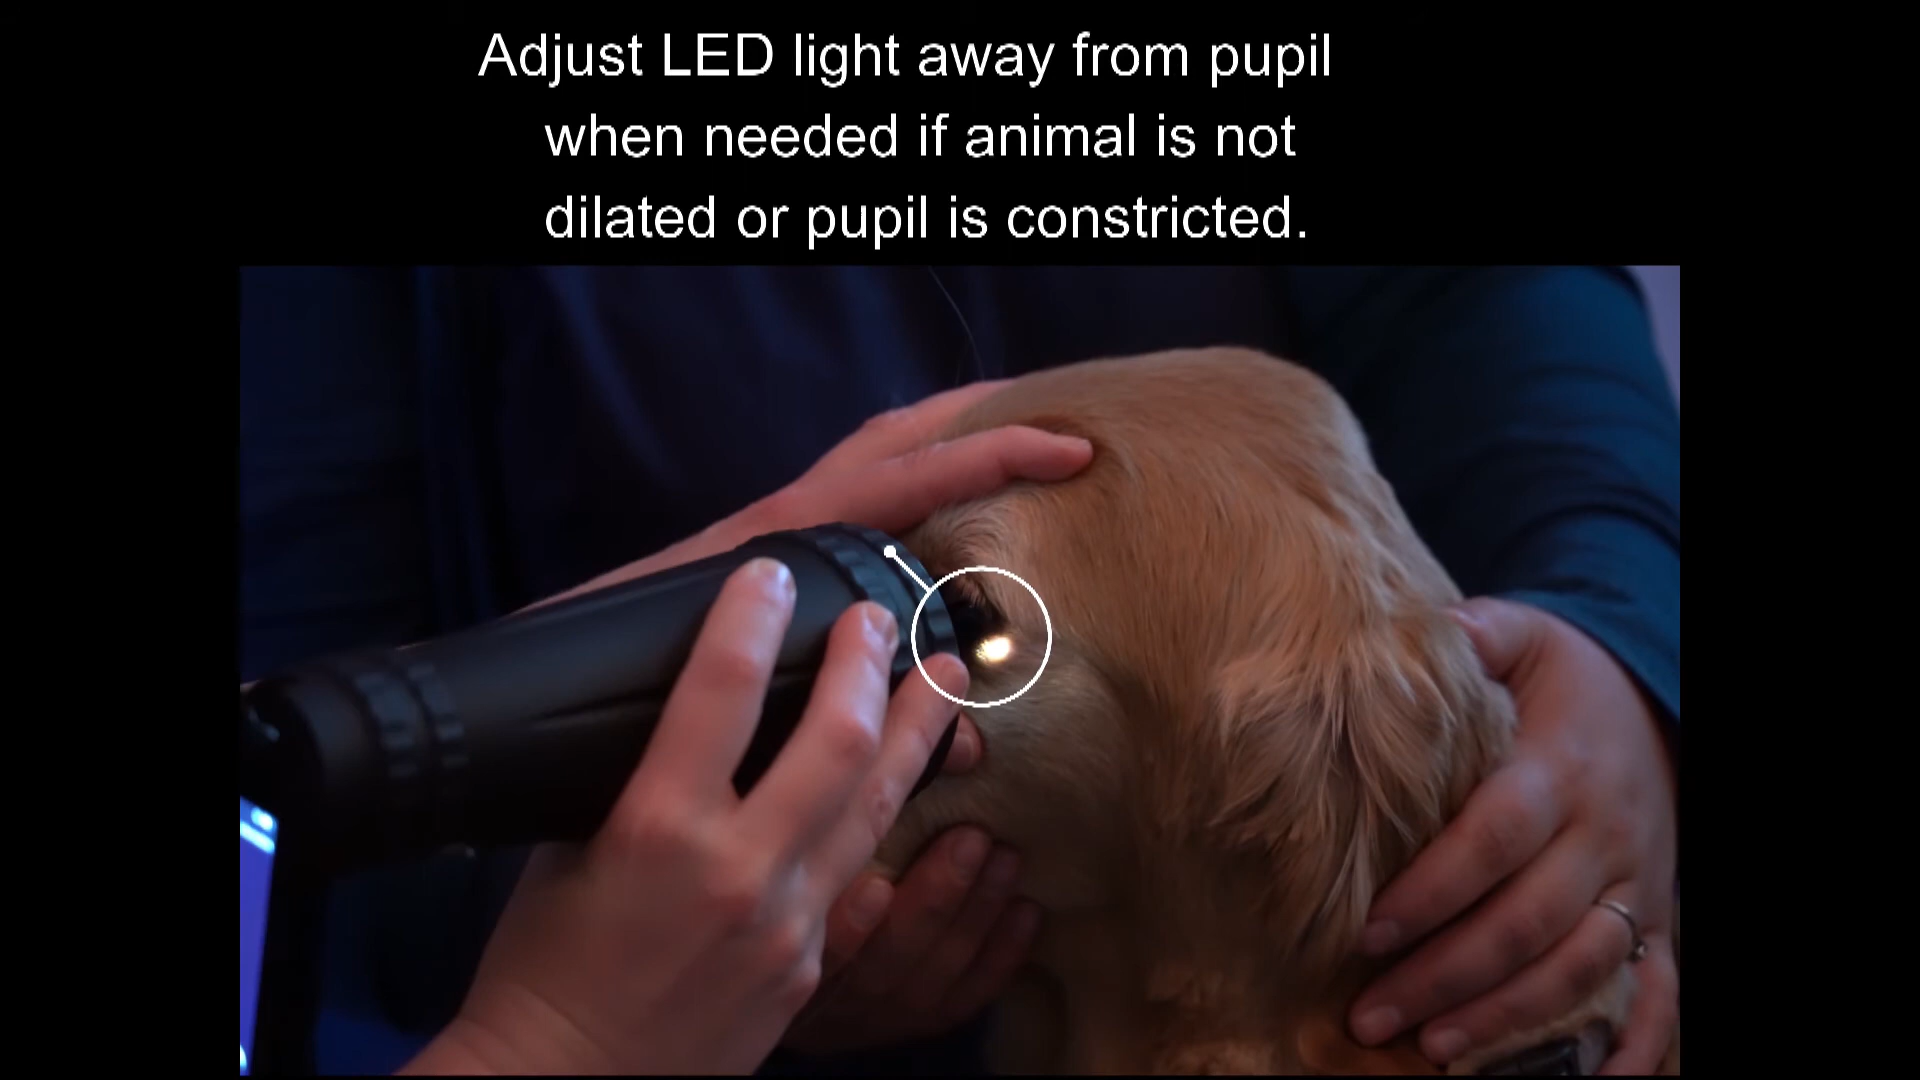 Adjust LED light away from pupil
when needed if animal is not
dilated or pupil is constricted.